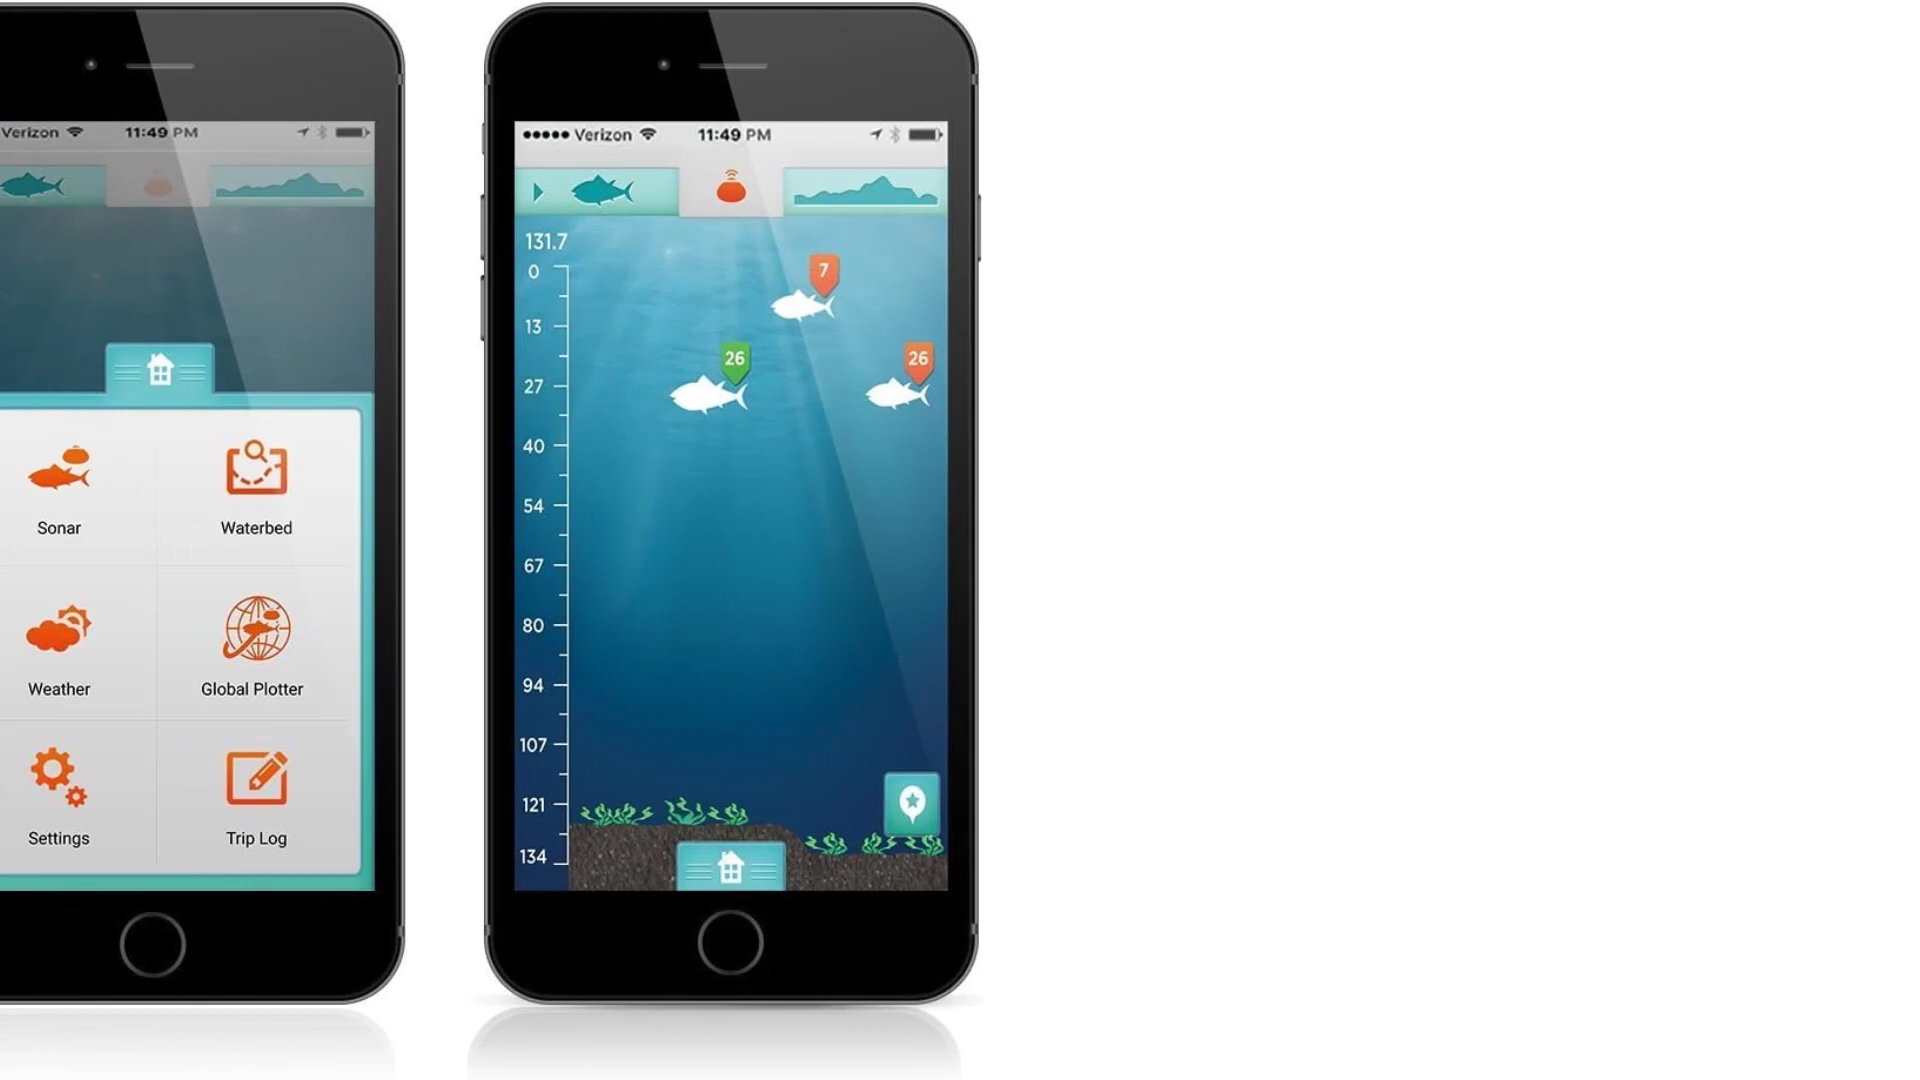 Verizon 11:49 PM
Sonar Waterbed
Weather Global Plotter
Settings Trip Log
Verizon 11:49 PM
131.7
0
7
13
26 26
27
40
54
67
80
94
107
121
134